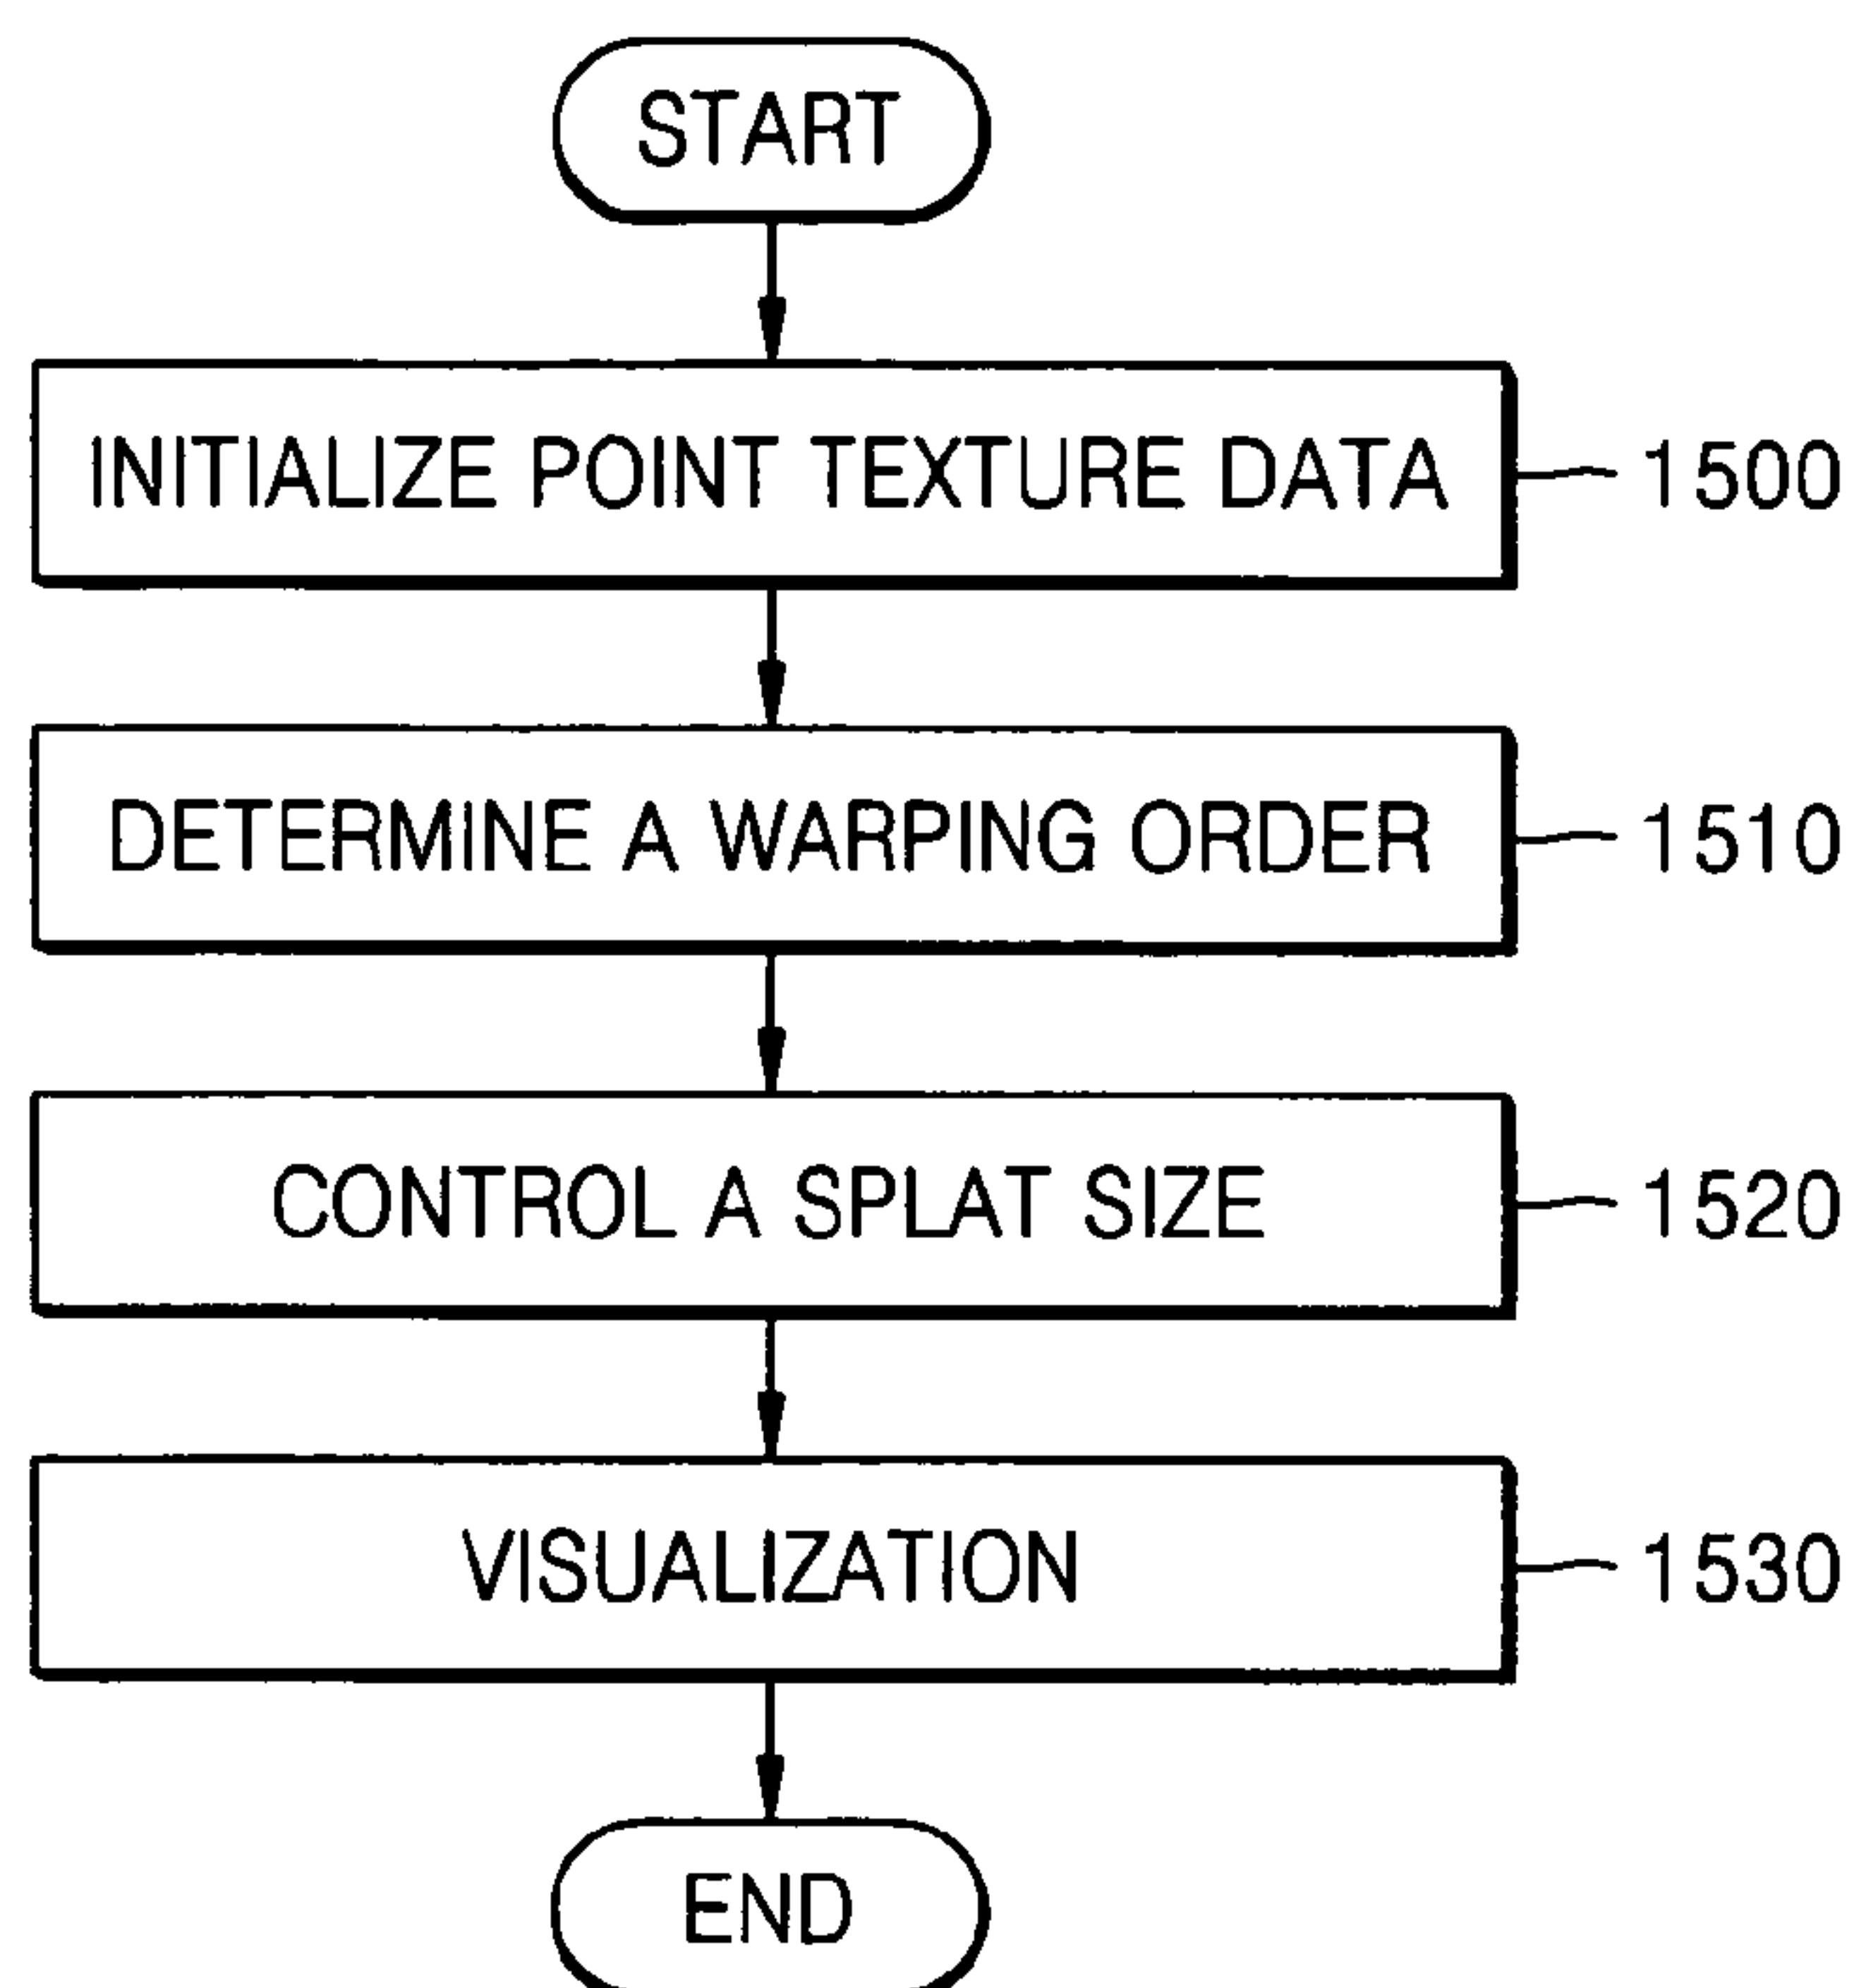 START
INITIALIZE POINT TEXTURE DATA 1500
DETERMINE A WARPING ORDER 1510
CONTROL A SPLAT SIZE 1520
VISUALIZATION 1530
END